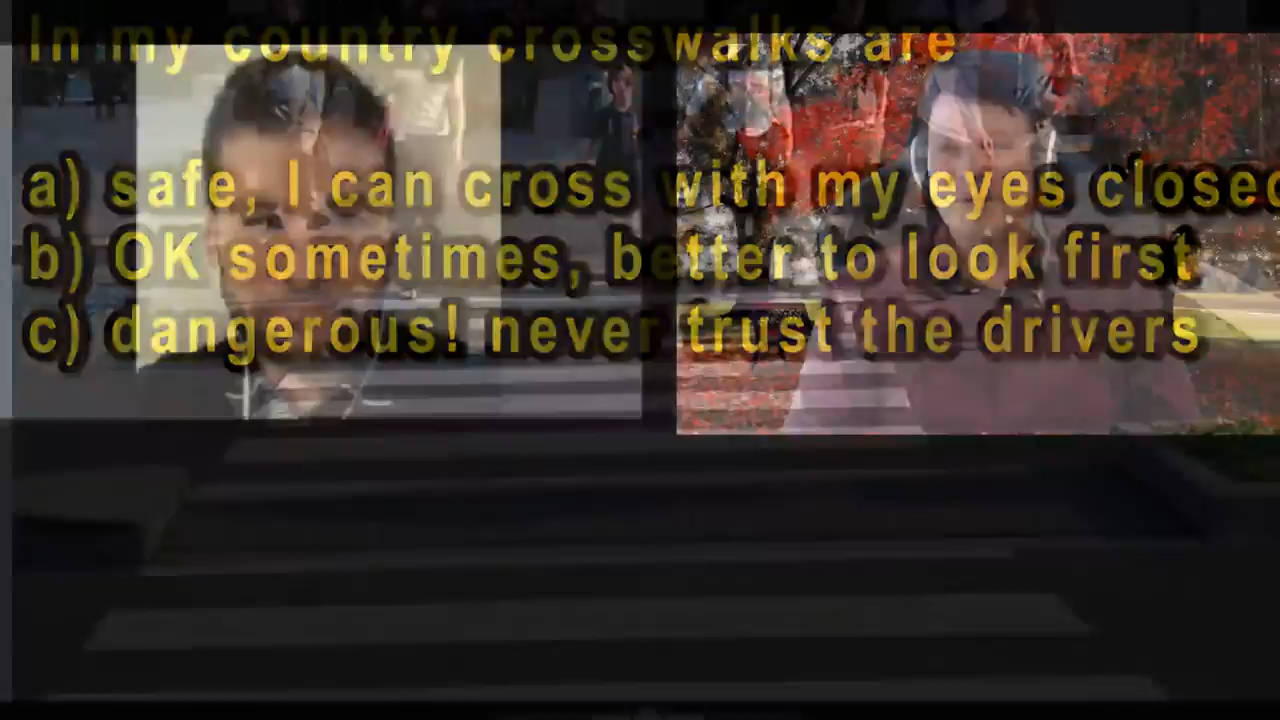 In my country crosswalks are
a) safe, I can cross with my eyes closed
b) OK sometimes, better to look first
c) dangerous! never trust the drivers